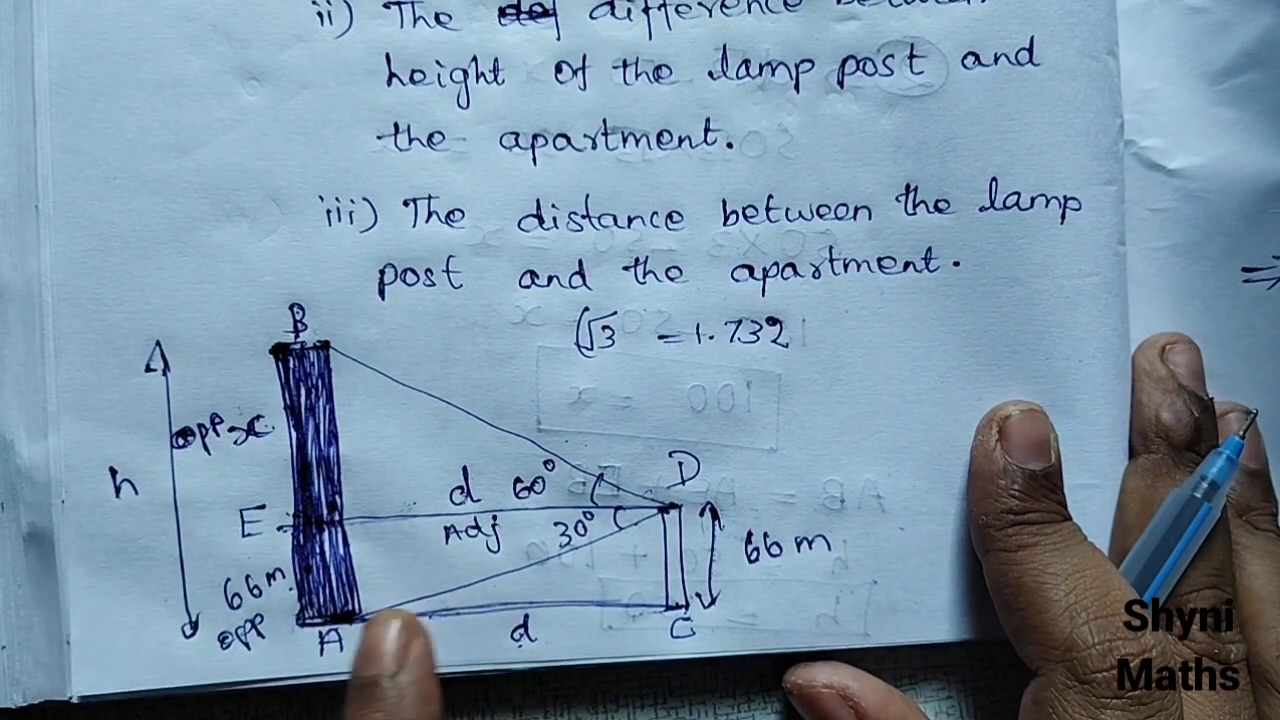 ii) The difference between
height of the lamp post and
the apartment.
iii) The distance between the lamp
post and the apartment.
(√3 = 1.732
B
opp x
h
d 60° D
E Adj 30°
66 m
66m
opp A d C
Shyni
Maths